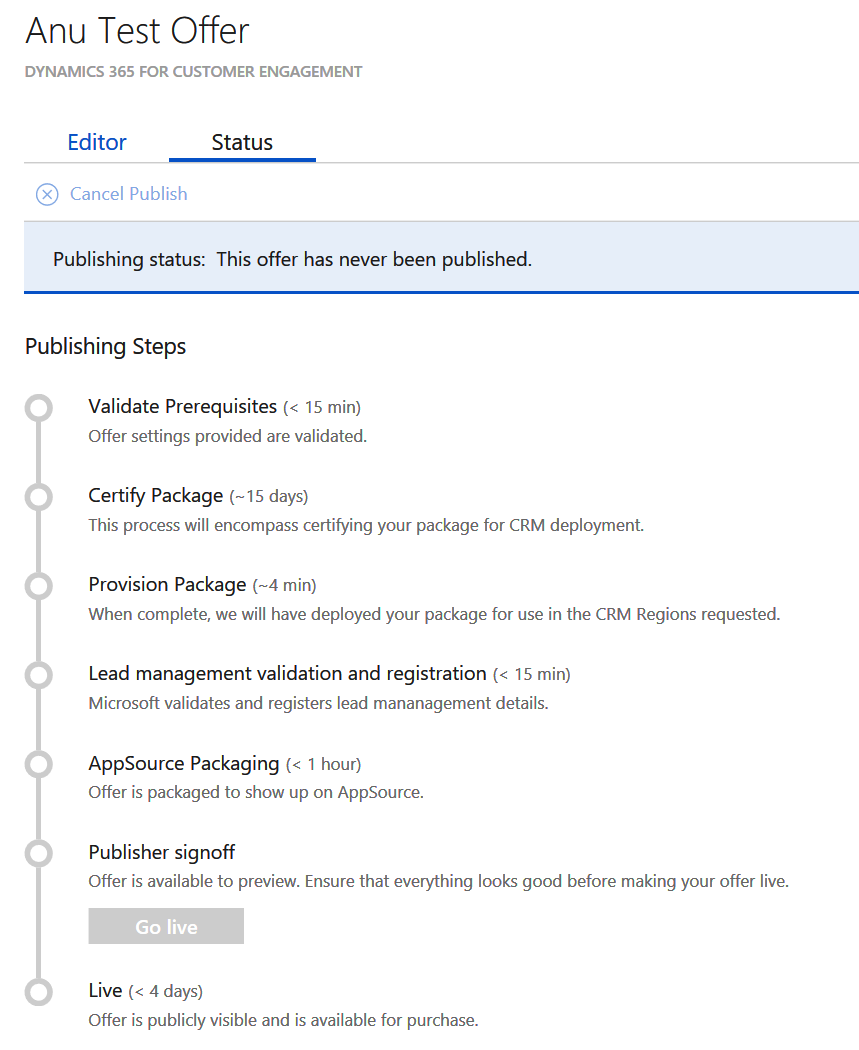 Anu Test Offer
DYNAMICS 365 FOR CUSTOMER ENGAGEMENT
Editor Status
Cancel Publish
Publishing status: This offer has never been published.
Publishing Steps
Validate Prerequisites (< 15 min)
Offer settings provided are validated.
Certify Package (~15 days)
This process will encompass certifying your package for CRM deployment.
Provision Package (~4 min)
When complete, we will have deployed your package for use in the CRM Regions requested.
Lead management validation and registration (< 15 min)
Microsoft validates and registers lead mananagement details.
AppSource Packaging (< 1 hour)
Offer is packaged to show up on AppSource.
Publisher signoff
Offer is available to preview. Ensure that everything looks good before making your offer live.
Go live
Live (< 4 days)
Offer is publicly visible and is available for purchase.